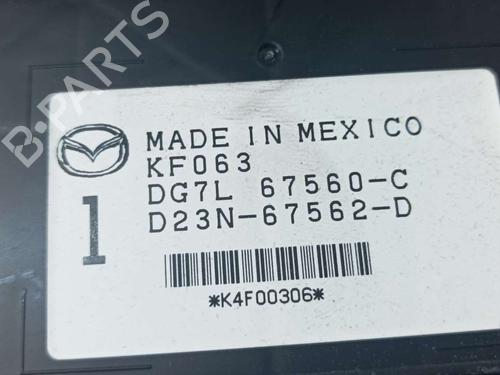 B-PARTS
MADE IN MEXICO
KF063
1
DG7L 67560-C
D23N-67562-D
*K4F00306*